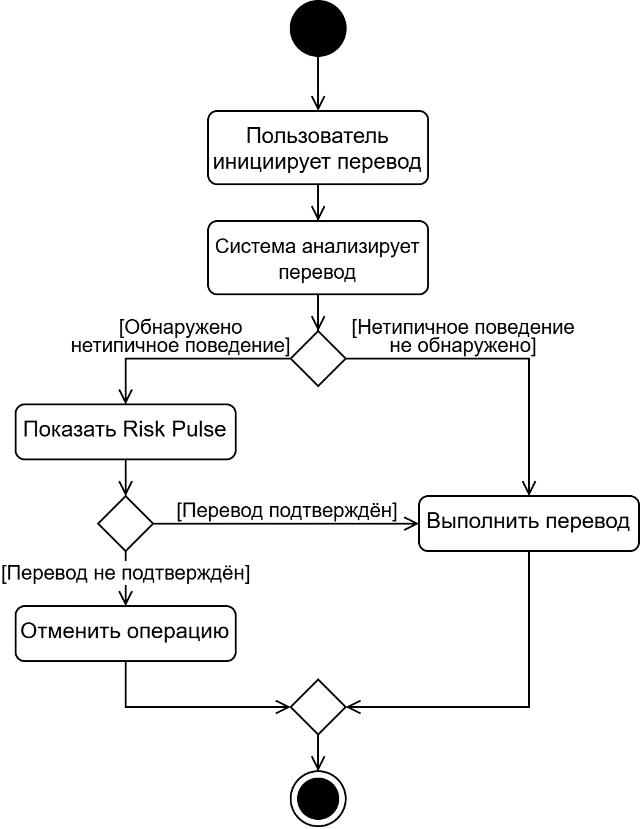 Пользователь
инициирует перевод
Система анализирует
перевод
[Обнаружено
нетипичное поведение]
[Нетипичное поведение
не обнаружено]
Показать Risk Pulse
[Перевод подтверждён]
Выполнить перевод
[Перевод не подтверждён]
Отменить операцию